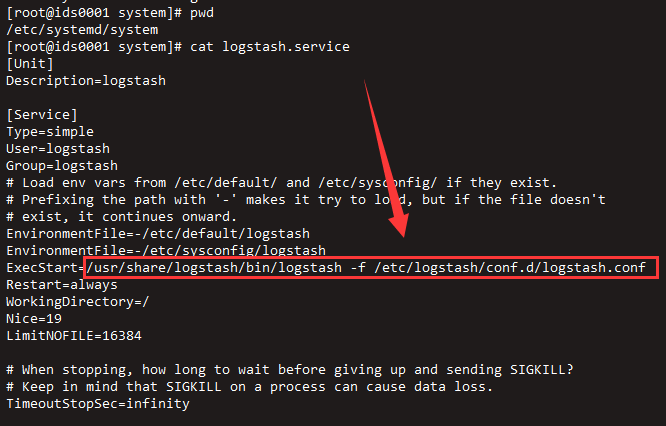 [root@ids0001 system]# pwd
/etc/systemd/system
[root@ids0001 system]# cat logstash.service
[Unit]
Description=logstash

[Service]
Type=simple
User=logstash
Group=logstash
# Load env vars from /etc/default/ and /etc/sysconfig/ if they exist.
# Prefixing the path with '-' makes it try to load, but if the file doesn't
# exist, it continues onward.
EnvironmentFile=-/etc/default/logstash
EnvironmentFile=-/etc/sysconfig/logstash
ExecStart=/usr/share/logstash/bin/logstash -f /etc/logstash/conf.d/logstash.conf
Restart=always
WorkingDirectory=/
Nice=19
LimitNOFILE=16384

# When stopping, how long to wait before giving up and sending SIGKILL?
# Keep in mind that SIGKILL on a process can cause data loss.
TimeoutStopSec=infinity